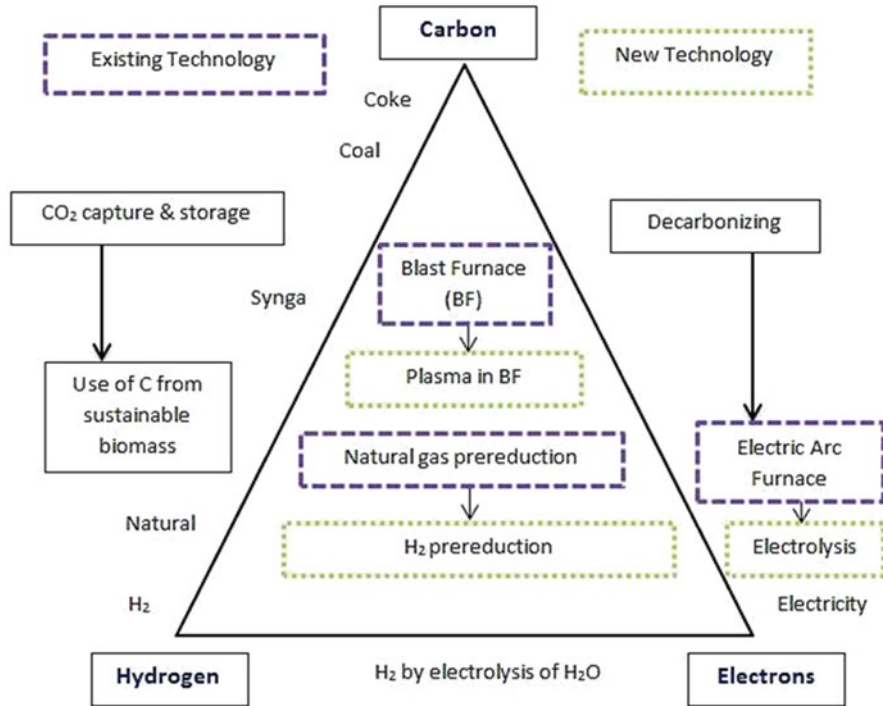 Carbon
Existing Technology
New Technology
Coke
Coal
CO₂ capture & storage
Decarbonizing
Blast Furnace
(BF)
Synga
Plasma in BF
Use of C from
sustainable
biomass
Natural gas prereduction
Electric Arc
Furnace
Natural
H₂ prereduction
Electrolysis
H₂
Electricity
Hydrogen
H₂ by electrolysis of H₂O
Electrons